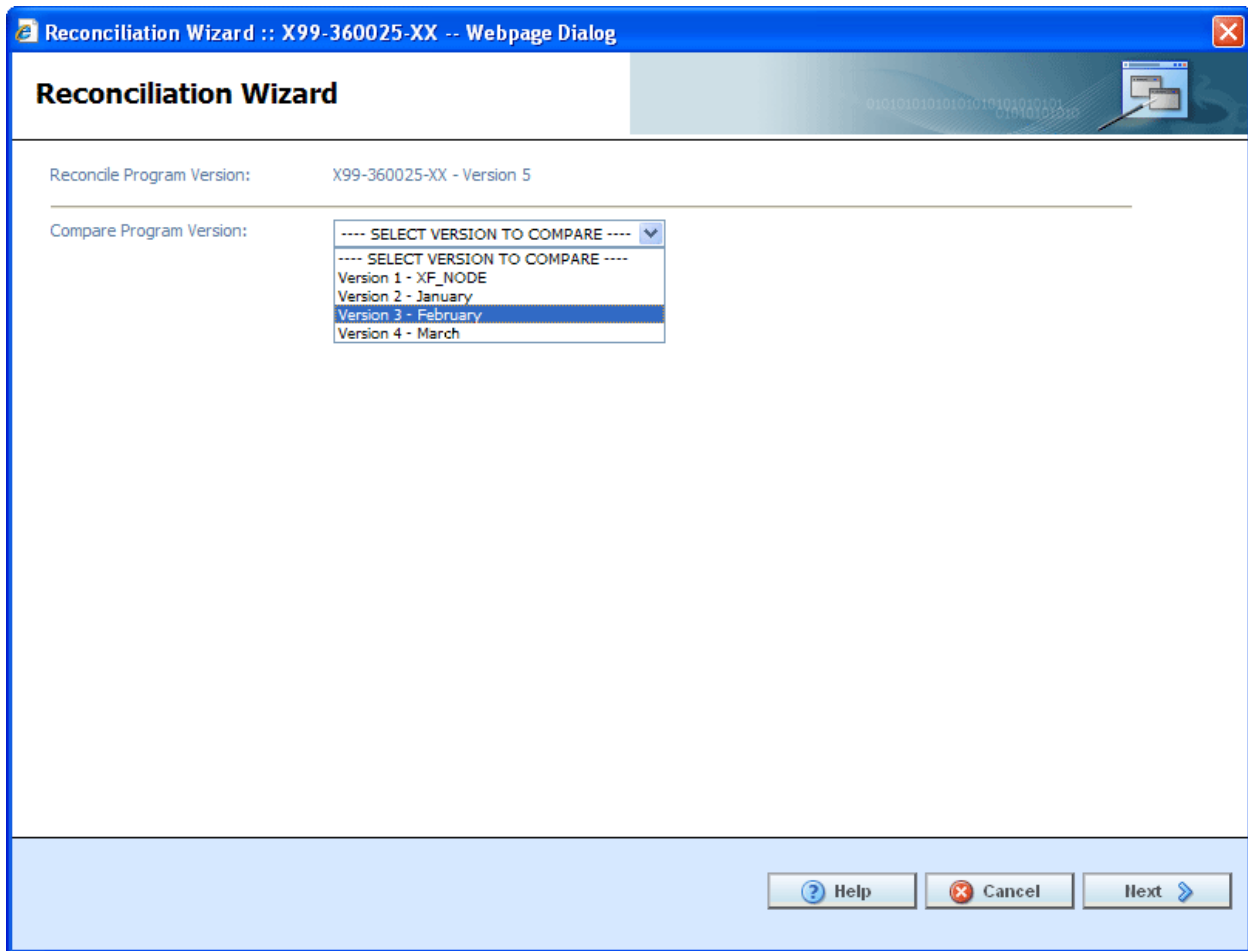 Reconciliation Wizard :: X99-360025-XX -- Webpage Dialog
Reconciliation Wizard
Reconcile Program Version: X99-360025-XX - Version 5
Compare Program Version: ---- SELECT VERSION TO COMPARE ----
---- SELECT VERSION TO COMPARE ----
Version 1 - XF_NODE
Version 2 - January
Version 3 - February
Version 4 - March
Help Cancel Next